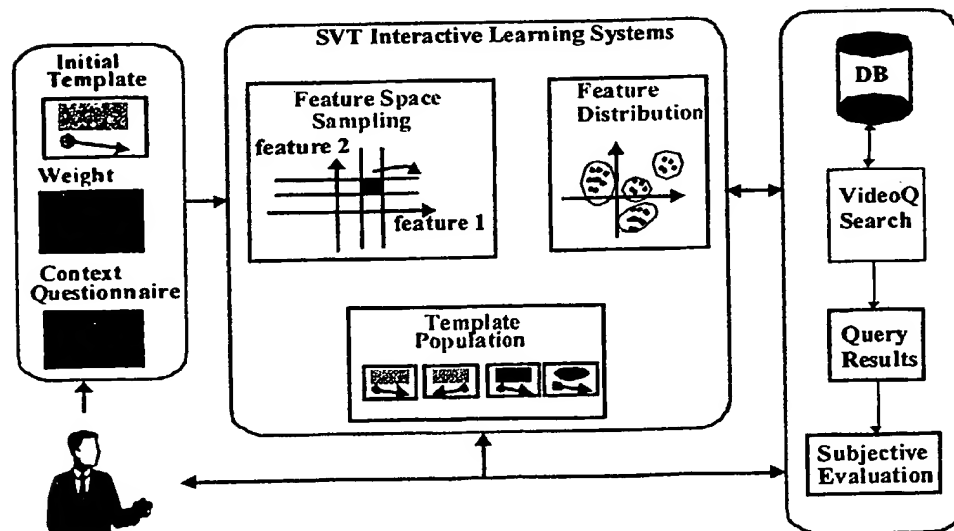 Initial
Template
Weight
Context
Questionnaire
SVT Interactive Learning Systems
Feature Space
Sampling
feature 2
feature 1
Feature
Distribution
Template
Population
DB
VideoQ
Search
Query
Results
Subjective
Evaluation